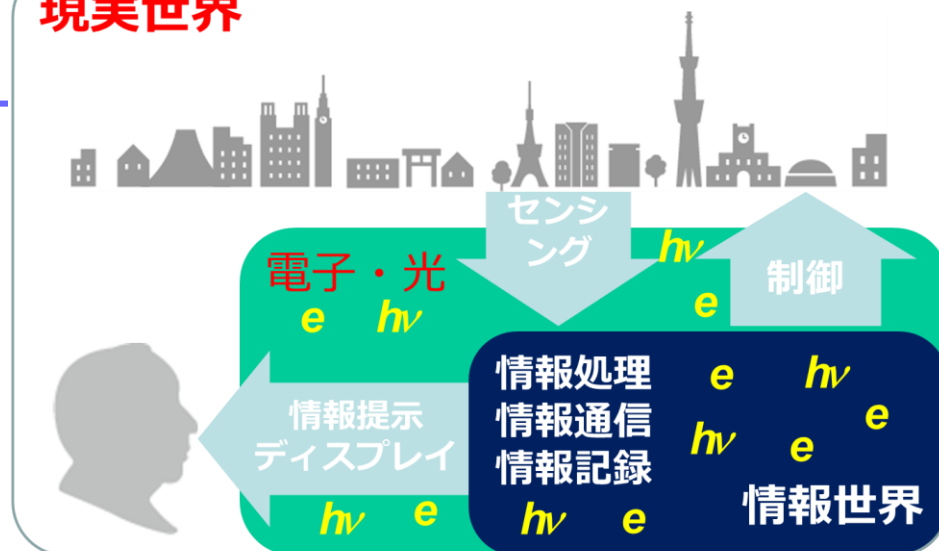 現実世界
センシ
ング
hν
電子・光
制御
e
e hν
情報処理 e hν
情報提示
情報通信 hν e e
ディスプレイ
情報記録
情報世界
hν e
hν e